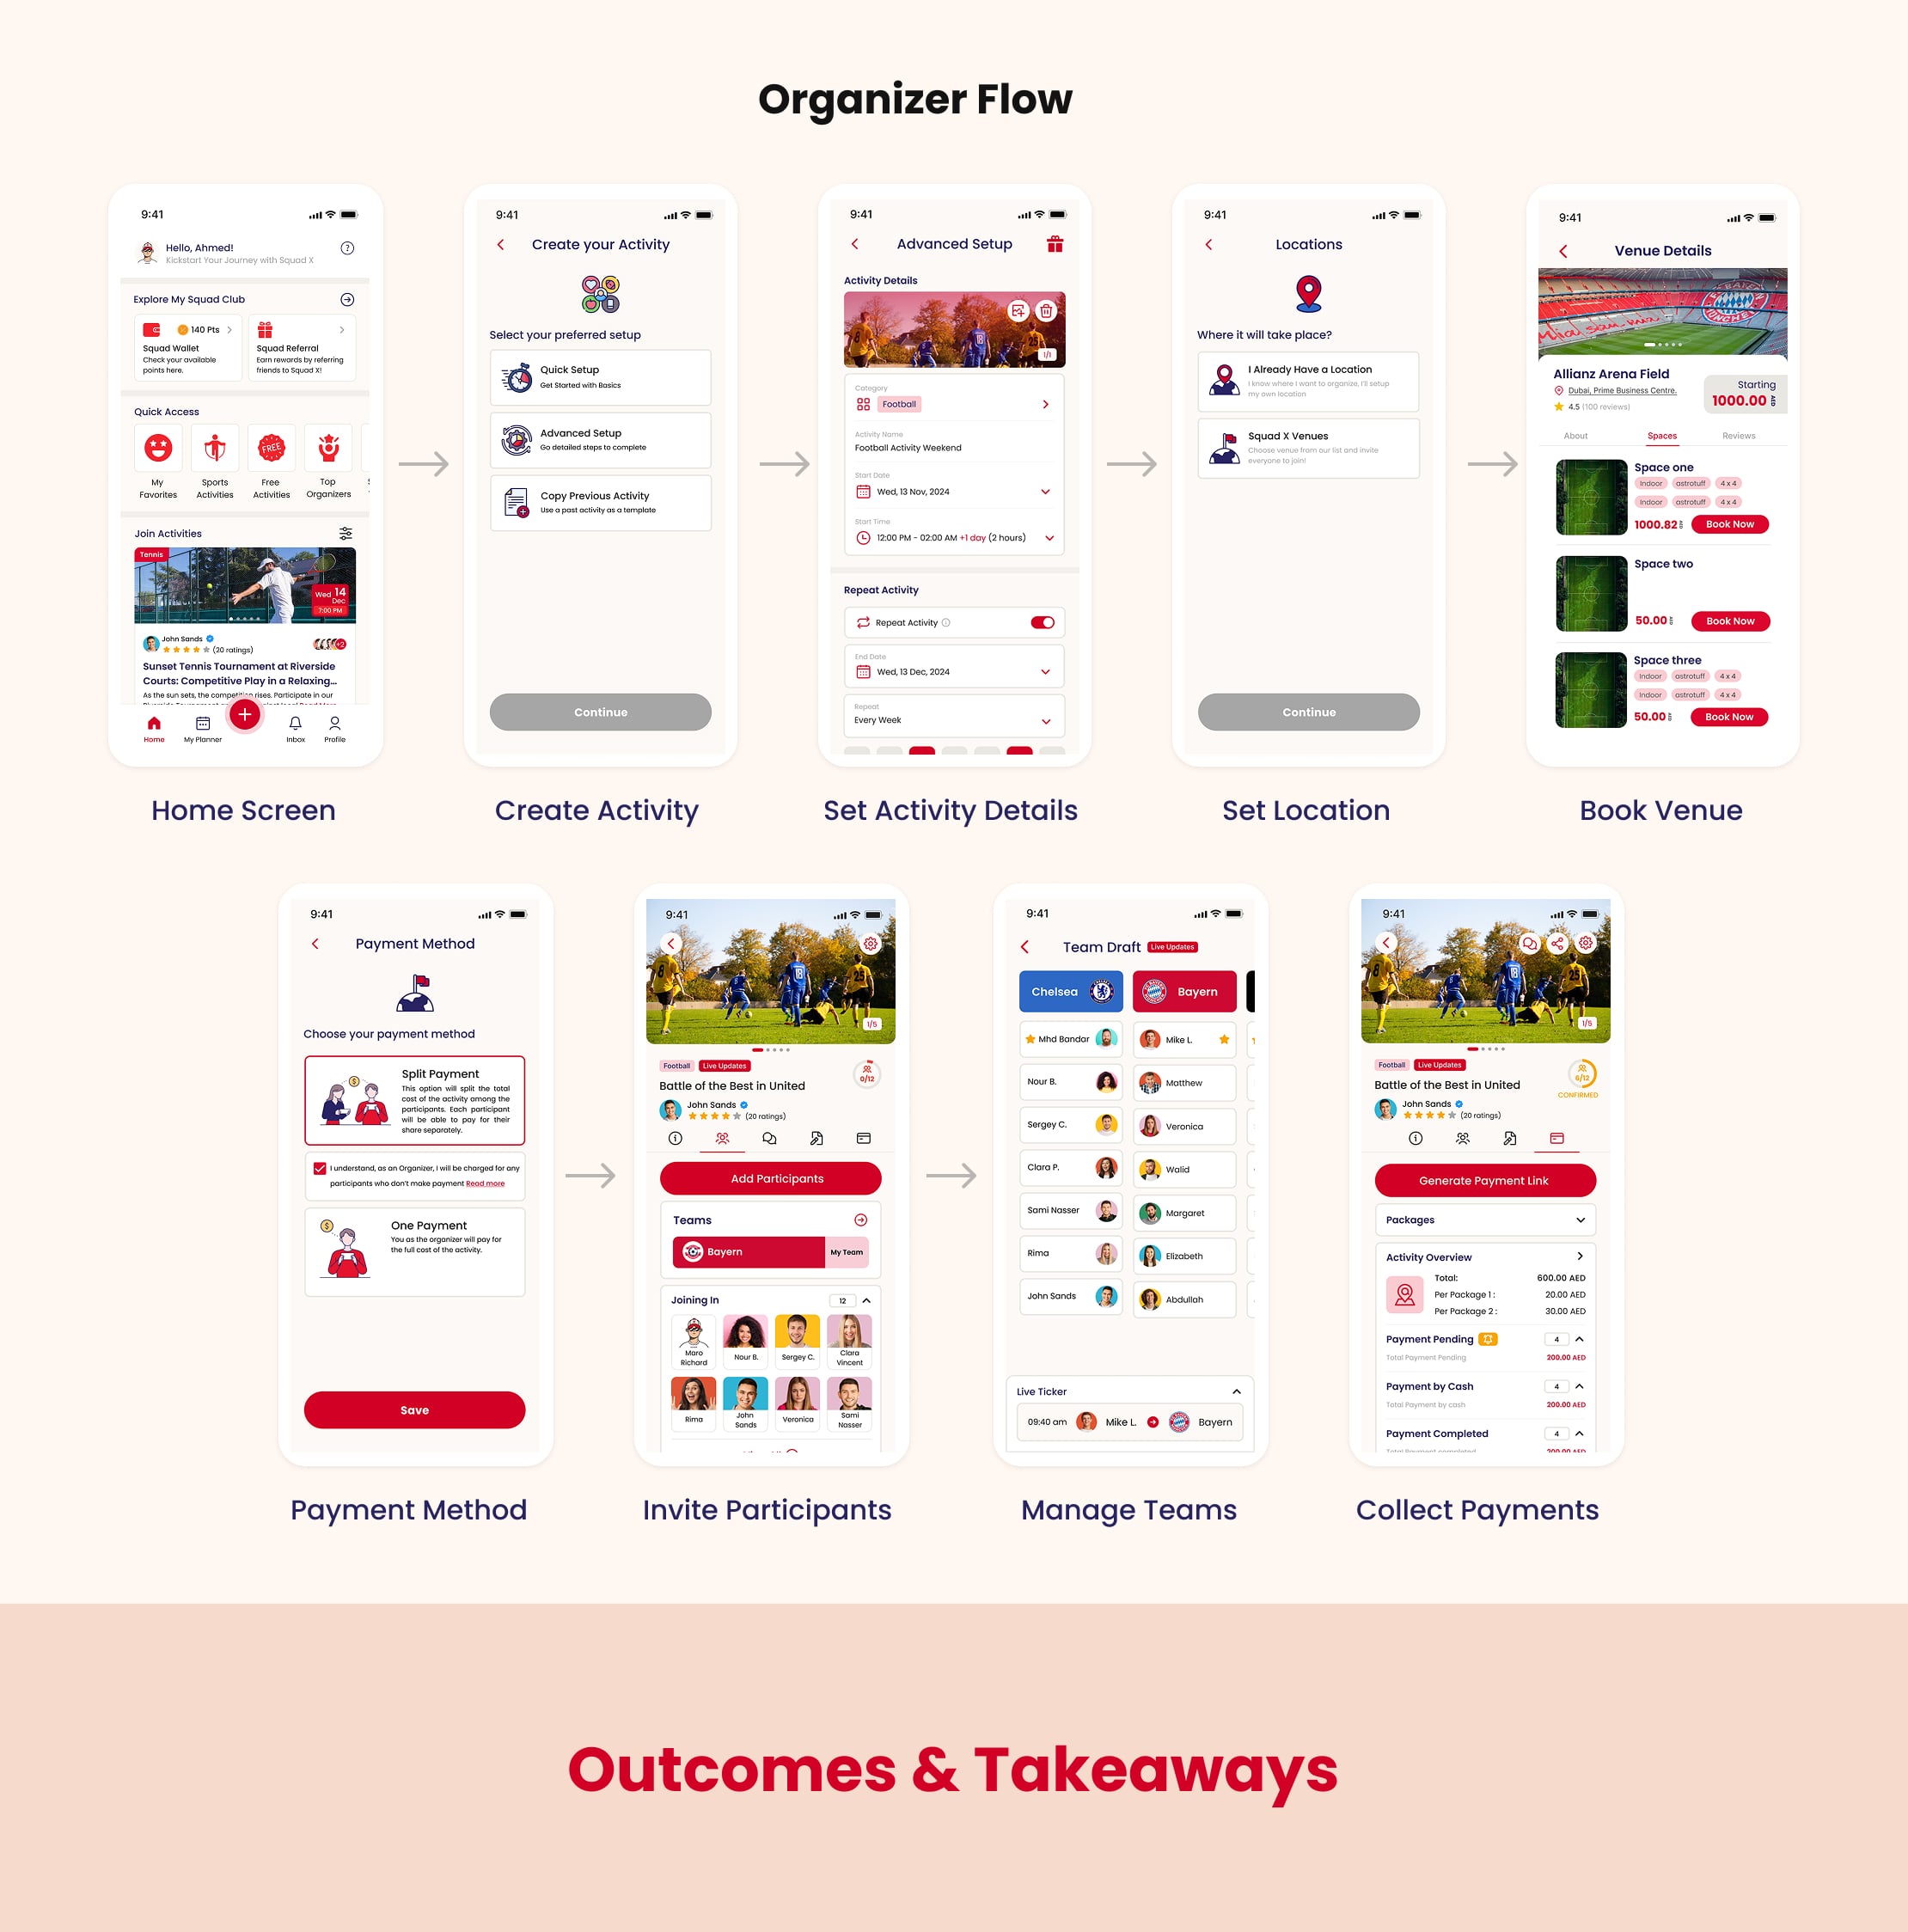 Organizer Flow
9:41
Hello, Ahmed!
Kickstart Your Journey with Squad X
Explore My Squad Club
140 Pts
Squad Wallet
Check your available
points here.
Squad Referral
Earn rewards by referring
friends to Squad X!
Quick Access
FREE
My
Favorites
Sports
Activities
Free
Activities
Top
Organizers
Join Activities
Tennis
Wed 14
Dec
7:00 PM
John Sands
(20 ratings)
+2
Sunset Tennis Tournament at Riverside
Courts: Competitive Play in a Relaxing...
As the sun sets, the competition rises. Participate in our
Home
My Planner
Inbox
Profile
Home Screen
9:41
Create your Activity
Select your preferred setup
Quick Setup
Get Started with Basics
Advanced Setup
Go detailed steps to complete
Copy Previous Activity
Use a past activity as a template
Continue
Create Activity
9:41
Advanced Setup
Activity Details
25
1/1
Category
Football
Activity Name
Football Activity Weekend
Start Date
Wed, 13 Nov, 2024
Start Time
12:00 PM - 02:00 AM +1 day (2 hours)
Repeat Activity
Repeat Activity
End Date
Wed, 13 Dec, 2024
Repeat
Every Week
Set Activity Details
9:41
Locations
Where it will take place?
I Already Have a Location
I know where I want to organize, I'll setup
my own location
Squad X Venues
Choose venue from our list and invite
everyone to join!
Continue
Set Location
9:41
Venue Details
Allianz Arena Field
Dubai, Prime Business Centre.
4.5 (100 reviews)
Starting
1000.00 AED
About
Spaces
Reviews
Space one
Indoor astrotuff 4 x 4
Indoor astrotuff 4 x 4
1000.82
Book Now
Space two
50.00
Book Now
Space three
Indoor astrotuff 4 x 4
Indoor astrotuff 4 x 4
50.00
Book Now
Book Venue
9:41
Payment Method
Choose your payment method
Split Payment
This option will split the total
cost of the activity among the
participants. Each participant
will be able to pay for their
share separately.
I understand, as an Organizer, I will be charged for any
participants who don't make payment Read more
One Payment
You as the organizer will pay for
the full cost of the activity.
Save
Payment Method
9:41
8
18
25
1/5
Football
Live Updates
0/12
Battle of the Best in United
John Sands
(20 ratings)
Add Participants
Teams
Bayern
My Team
Joining In
12
Maro
Richard
Nour B.
Sergey C.
Clara
Vincent
Rima
John
Sands
Veronica
Sami
Nasser
Invite Participants
9:41
Team Draft
Live Updates
Chelsea
Bayern
Mhd Bandar
Mike L.
Nour B.
Matthew
Sergey C.
Veronica
Clara P.
Walid
Sami Nasser
Margaret
Rima
Elizabeth
John Sands
Abdullah
Live Ticker
09:40 am
Mike L.
Bayern
Manage Teams
9:41
8
18
25
1/5
Football
Live Updates
6/12
CONFIRMED
Battle of the Best in United
John Sands
(20 ratings)
Generate Payment Link
Packages
Activity Overview
Total: 600.00 AED
Per Package 1 : 20.00 AED
Per Package 2 : 30.00 AED
Payment Pending
4
Total Payment Pending
200.00 AED
Payment by Cash
4
Total Payment by cash
200.00 AED
Payment Completed
4
Total Payment completed
200.00 AED
Collect Payments
Outcomes & Takeaways